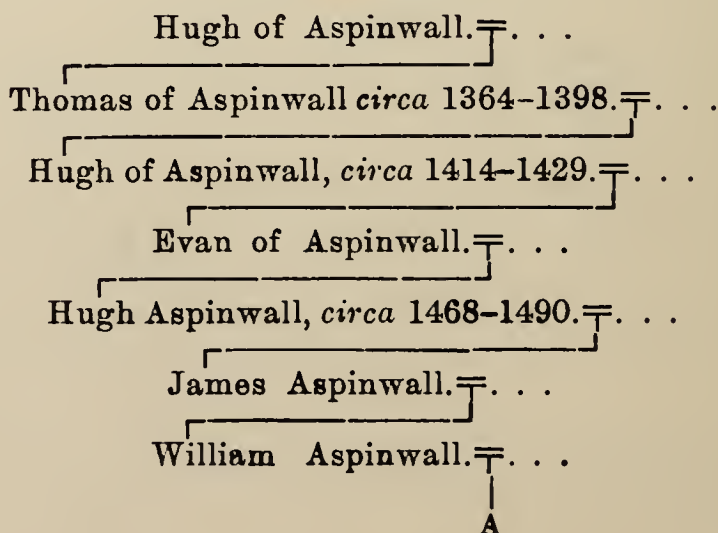 Hugh of Aspinwall.=. . .
Thomas of Aspinwall circa 1364–1398.=. . .
Hugh of Aspinwall, circa 1414–1429.=. . .
Evan of Aspinwall.=. . .
Hugh Aspinwall, circa 1468–1490.=. . .
James Aspinwall.=. . .
William Aspinwall.=. . .
A